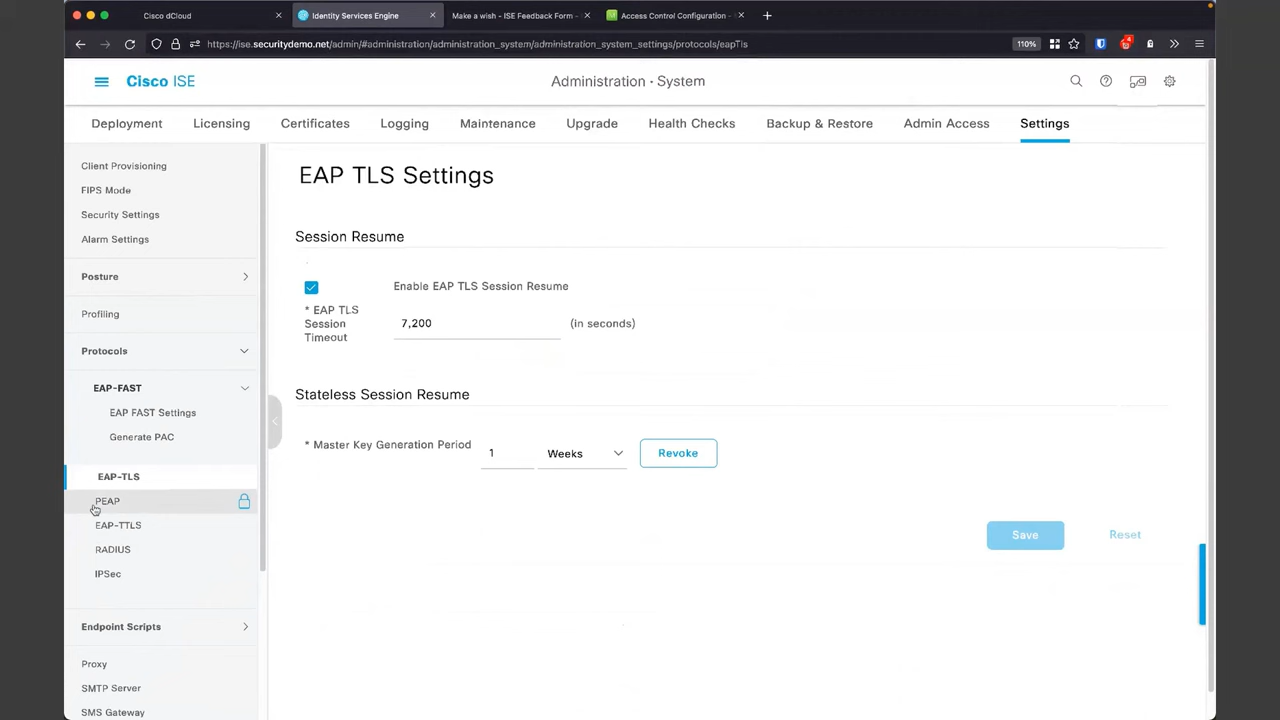 Cisco dCloud
Identity Services Engine
Make a wish - ISE Feedback Form -
Access Control Configuration -
https://ise.securitydemo.net/admin/#administration/administration_system/administration_system_settings/protocols/eapTls
110%
4
Cisco ISE
Administration · System
Deployment
Licensing
Certificates
Logging
Maintenance
Upgrade
Health Checks
Backup & Restore
Admin Access
Settings
Client Provisioning
FIPS Mode
Security Settings
Alarm Settings
Posture
Profiling
Protocols
EAP-FAST
EAP FAST Settings
Generate PAC
EAP-TLS
PEAP
EAP-TTLS
RADIUS
IPSec
Endpoint Scripts
Proxy
SMTP Server
SMS Gateway
EAP TLS Settings
Session Resume
Enable EAP TLS Session Resume
* EAP TLS
Session
Timeout
7,200
(in seconds)
Stateless Session Resume
* Master Key Generation Period
1
Weeks
Revoke
Save
Reset